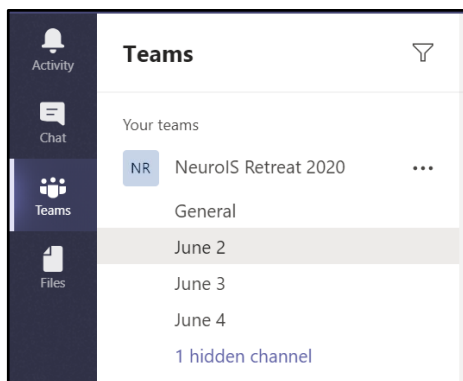 Activity
Chat
Teams
Files
Teams
Your teams
NR NeuroIS Retreat 2020
General
June 2
June 3
June 4
1 hidden channel